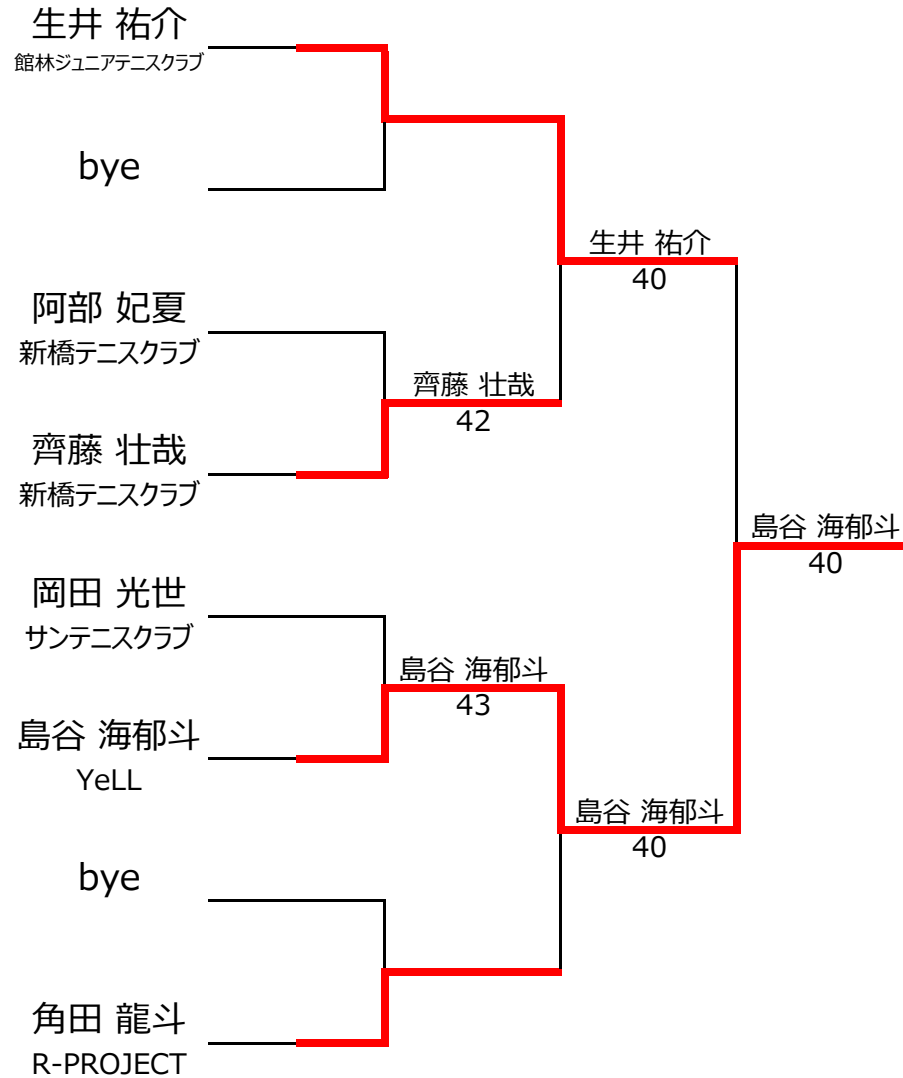 生井 祐介
館林ジュニアテニスクラブ
bye
生井 祐介
40
阿部 妃夏
新橋テニスクラブ
齊藤 壮哉
42
齊藤 壮哉
新橋テニスクラブ
島谷 海郁斗
40
岡田 光世
サンテニスクラブ
島谷 海郁斗
43
島谷 海郁斗
YeLL
島谷 海郁斗
40
bye
角田 龍斗
R-PROJECT